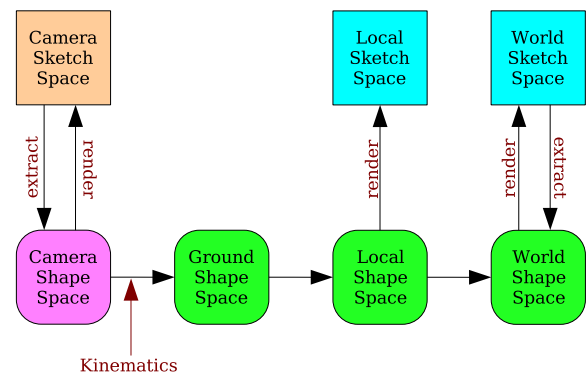 Camera
Sketch
Space
Local
Sketch
Space
World
Sketch
Space
extract
render
render
render
extract
Camera
Shape
Space
Ground
Shape
Space
Local
Shape
Space
World
Shape
Space
Kinematics